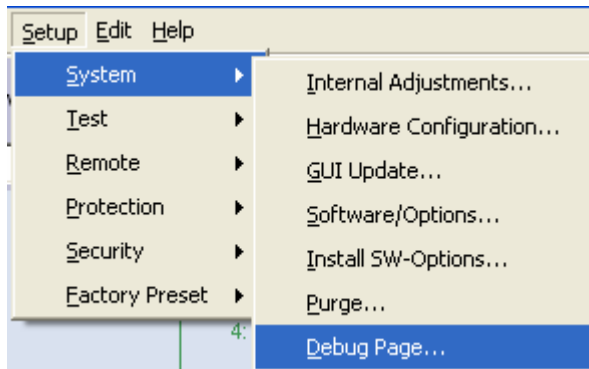 Setup Edit Help
System
Test
Remote
Protection
Security
Factory Preset
Internal Adjustments...
Hardware Configuration...
GUI Update...
Software/Options...
Install SW-Options...
Purge...
Debug Page...
4: